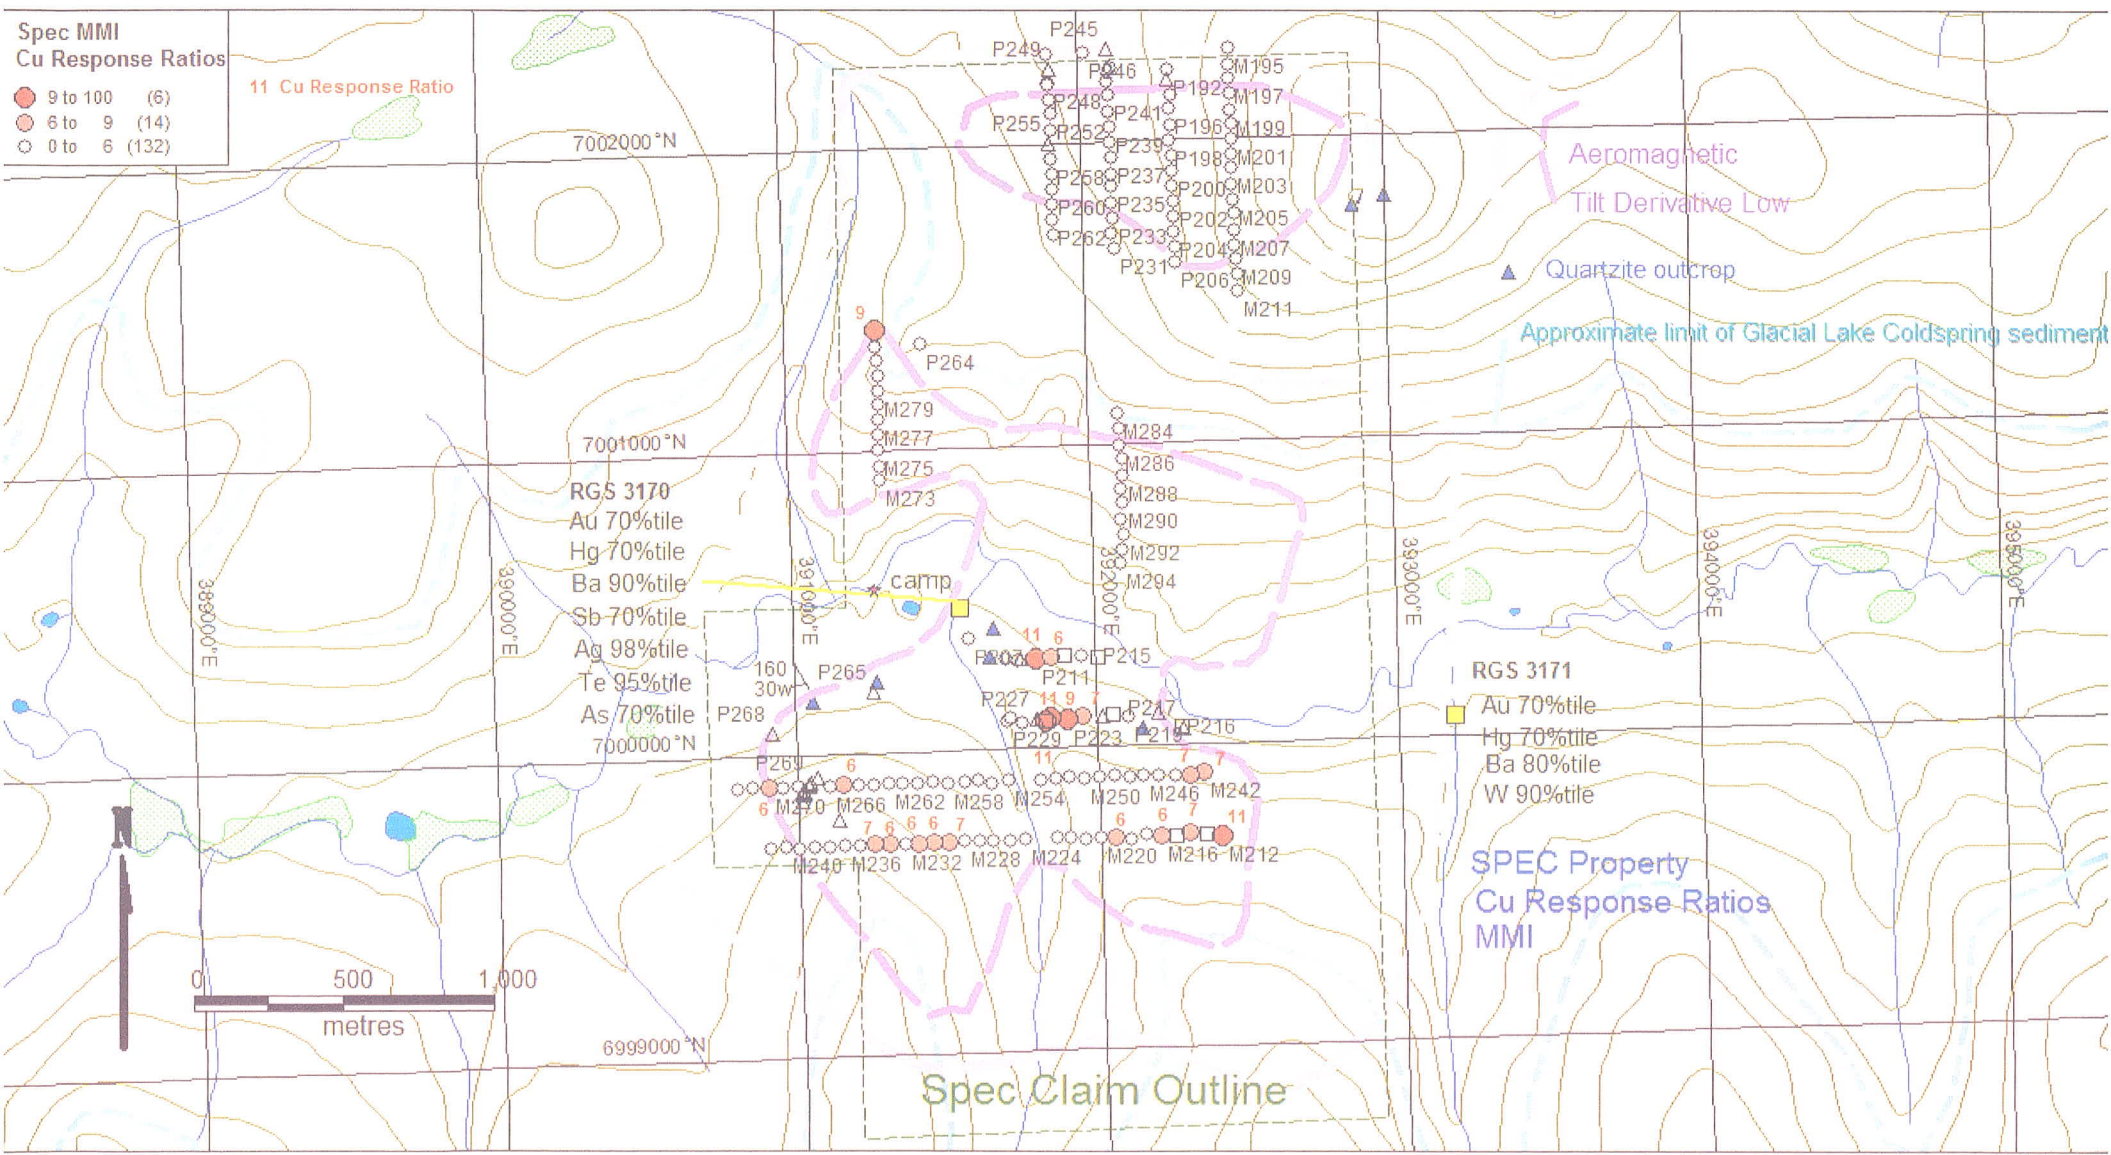 Spec MMI
Cu Response Ratios
9 to 100 (6)
6 to 9 (14)
0 to 6 (132)
11 Cu Response Ratio
P245
P249
P246
M195
P192
M197
P248
P241
P255
P252
P196
M199
7002000°N
P239
P198
M201
P258
P237
P200
M203
P260
P235
P202
M205
P262
P233
P204
M207
P231
P206
M209
M211
Aeromagnetic
Tilt Derivative Low
Quartzite outcrop
Approximate limit of Glacial Lake Coldspring sediment
9
P264
M279
M277
M275
M273
7001000°N
M284
M286
M298
M290
M292
M294
RGS 3170
Au 70%tile
Hg 70%tile
Ba 90%tile
Sb 70%tile
Ag 98%tile
Te 95%tile
As 70%tile
camp
389000°E
390000°E
391000°E
392000°E
393000°E
394000°E
395000°E
11 6
P207
P215
P211
160
30w
P265
P268
P227
11 9 7
P217
P216
P229
P223
P219
7000000°N
RGS 3171
Au 70%tile
Hg 70%tile
Ba 80%tile
W 90%tile
P269
6
11
7 7
6
M270
M266
M262
M258
M254
M250
M246
M242
7 6 6 6 7
6 6 7 11
M240
M236
M232
M228
M224
M220
M216
M212
SPEC Property
Cu Response Ratios
MMI
N
0 500 1,000
metres
6999000°N
Spec Claim Outline